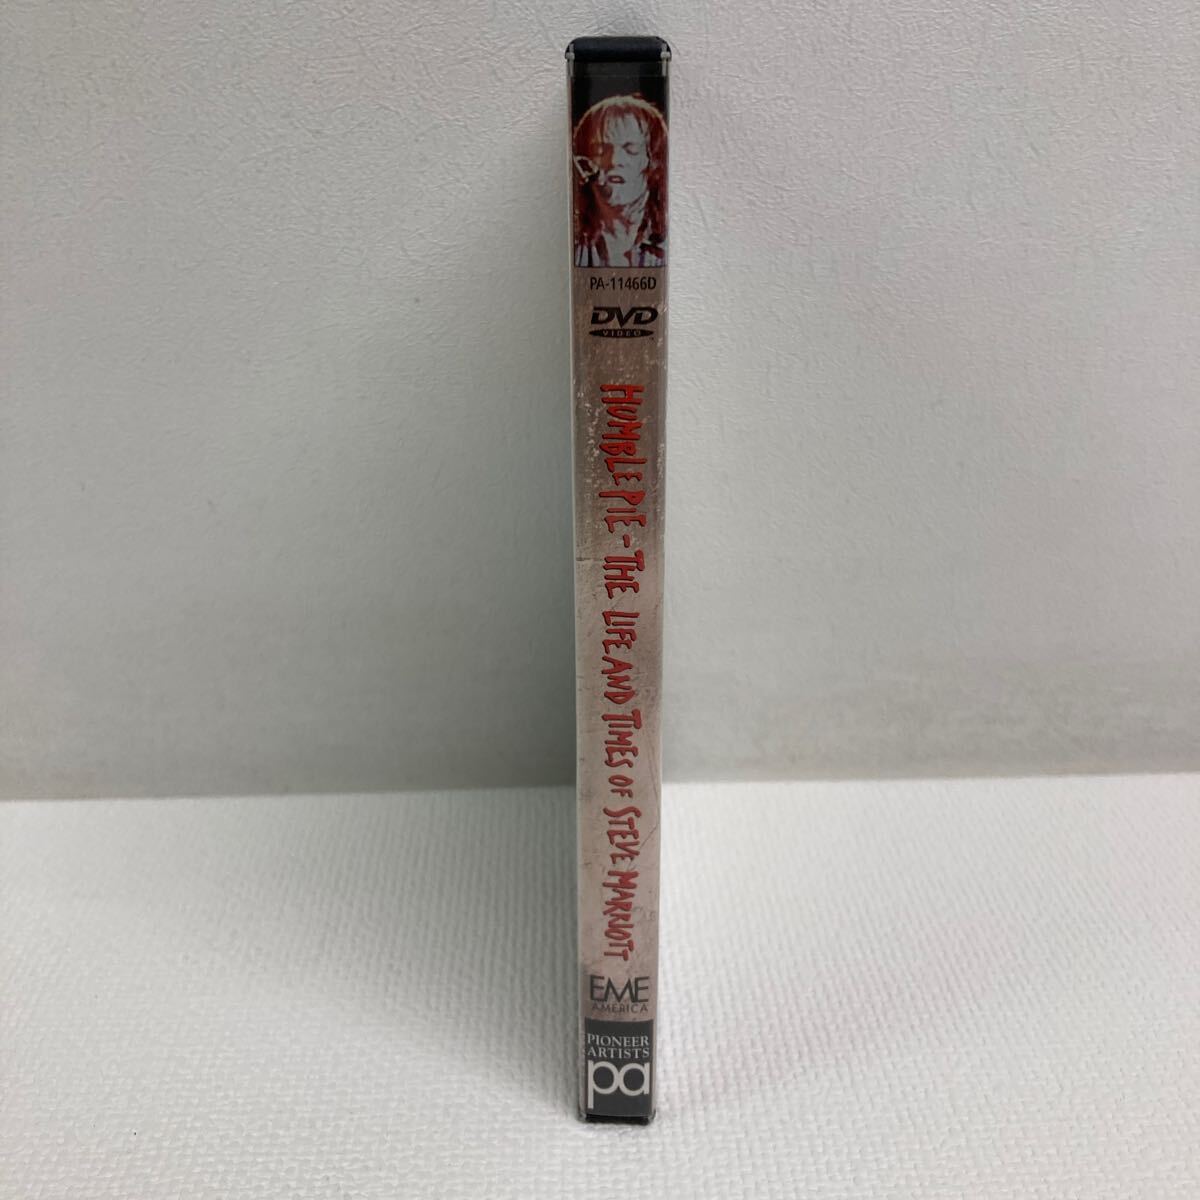 PA-11466D
DVD
VIDEO
HUMBLE PIE - THE LIFE AND TIMES OF STEVE MARRIOTT
EME
AMERICA
PIONEER
ARTISTS
pa